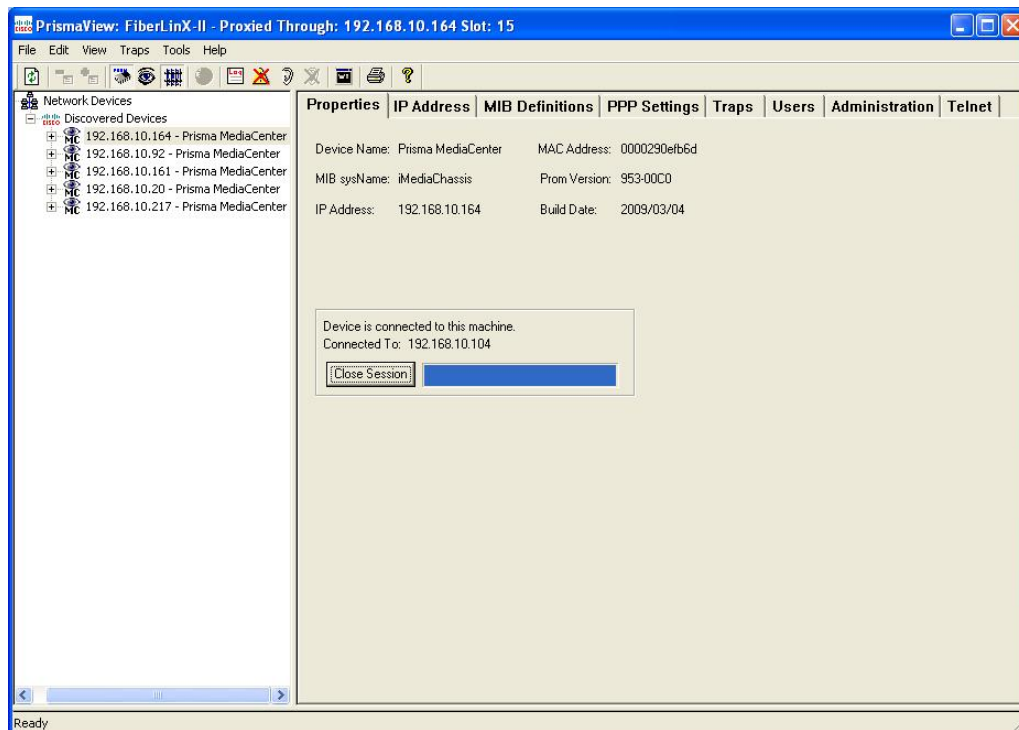 PrismaView: FiberLinX-II - Proxied Through: 192.168.10.164 Slot: 15
File Edit View Traps Tools Help
Network Devices
Discovered Devices
192.168.10.164 - Prisma MediaCenter
192.168.10.92 - Prisma MediaCenter
192.168.10.161 - Prisma MediaCenter
192.168.10.20 - Prisma MediaCenter
192.168.10.217 - Prisma MediaCenter
Properties IP Address MIB Definitions PPP Settings Traps Users Administration Telnet
Device Name: Prisma MediaCenter MAC Address: 0000290efb6d
MIB sysName: iMediaChassis Prom Version: 953-00C0
IP Address: 192.168.10.164 Build Date: 2009/03/04
Device is connected to this machine.
Connected To: 192.168.10.104
Close Session
Ready